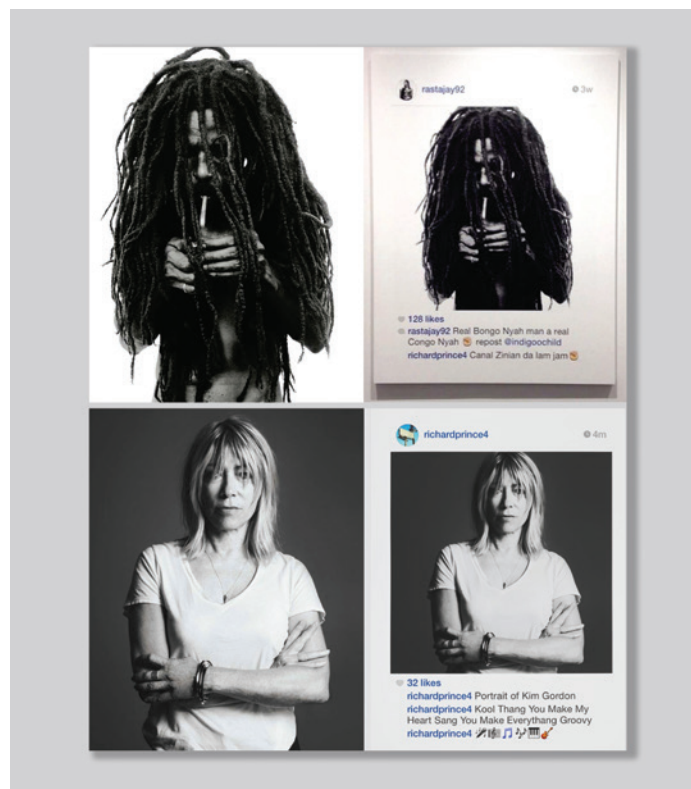 rastajay92 3w
128 likes
rastajay92 Real Bongo Nyah man a real
Congo Nyah ✊ repost @indigoochild
richardprince4 Canal Zinian da lam jam✊
richardprince4 4m
32 likes
richardprince4 Portrait of Kim Gordon
richardprince4 Kool Thang You Make My
Heart Sang You Make Everythang Groovy
richardprince4 🎤🎼🎵🎶🎹🎸